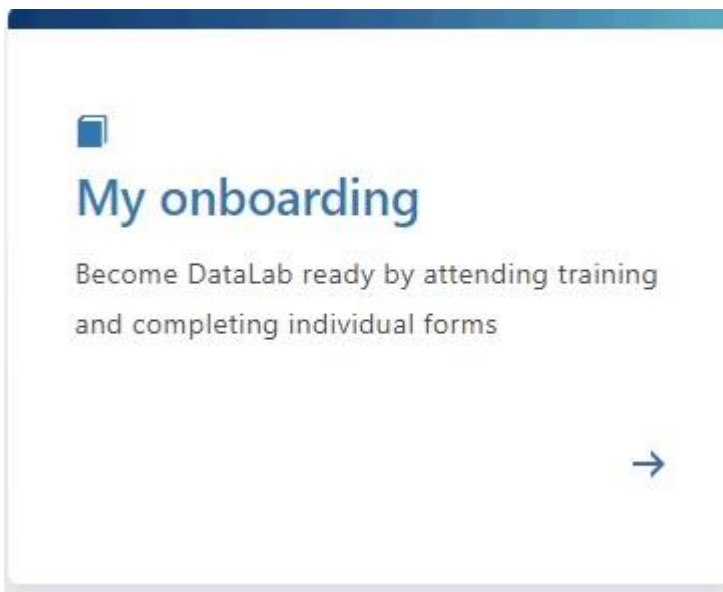 My onboarding
Become DataLab ready by attending training
and completing individual forms